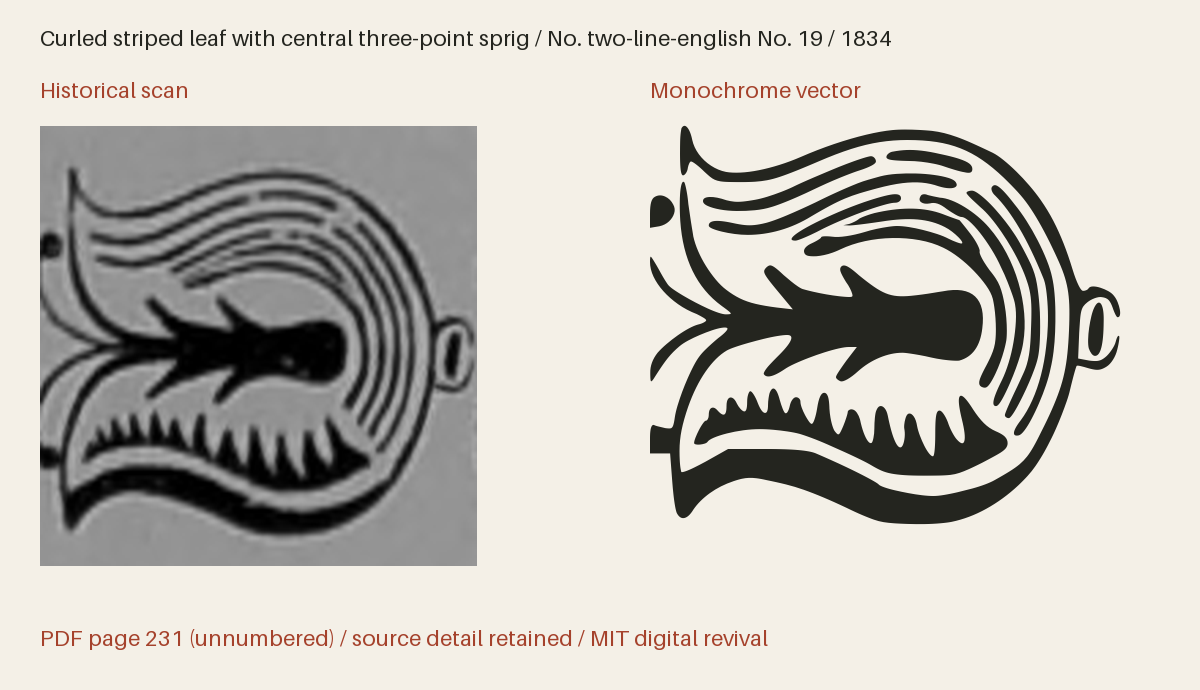 Curled striped leaf with central three-point sprig / No. two-line-english No. 19 / 1834
Historical scan
Monochrome vector
PDF page 231 (unnumbered) / source detail retained / MIT digital revival